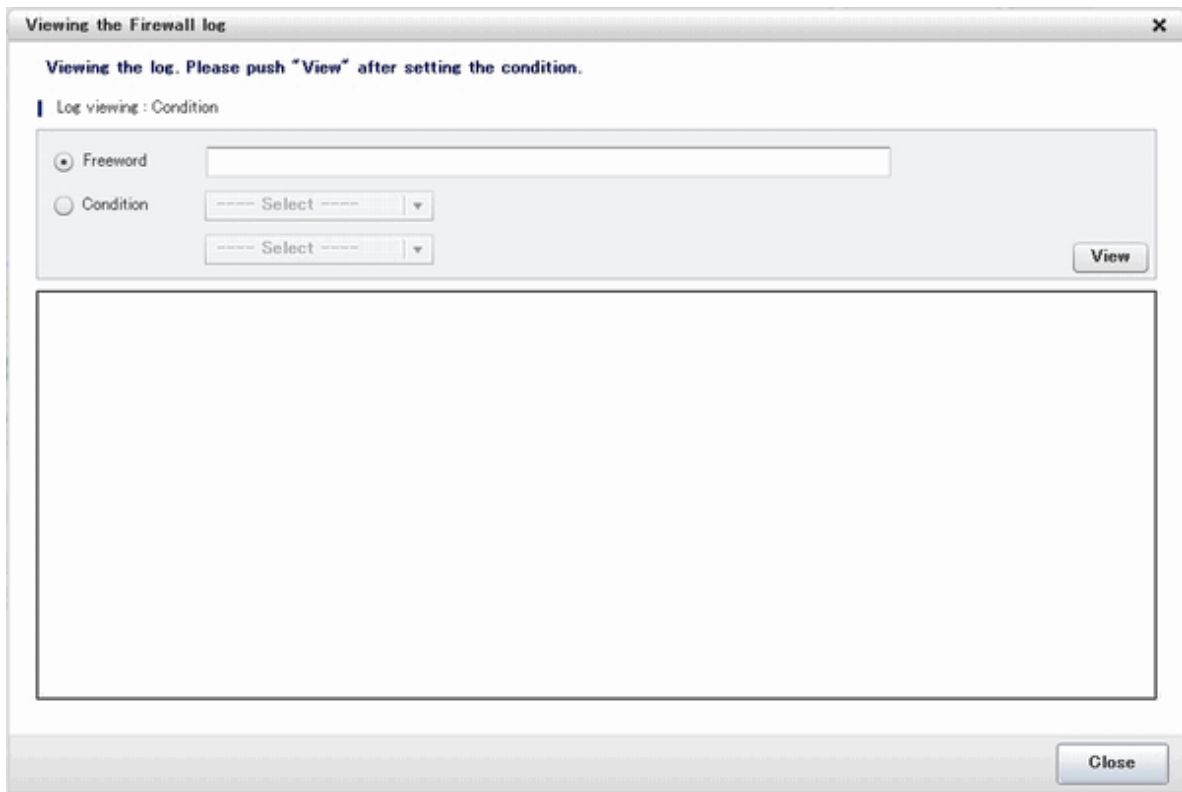 Viewing the Firewall log
Viewing the log. Please push "View" after setting the condition.
Log viewing : Condition
Freeword
Condition ---- Select ----
---- Select ----
View
Close